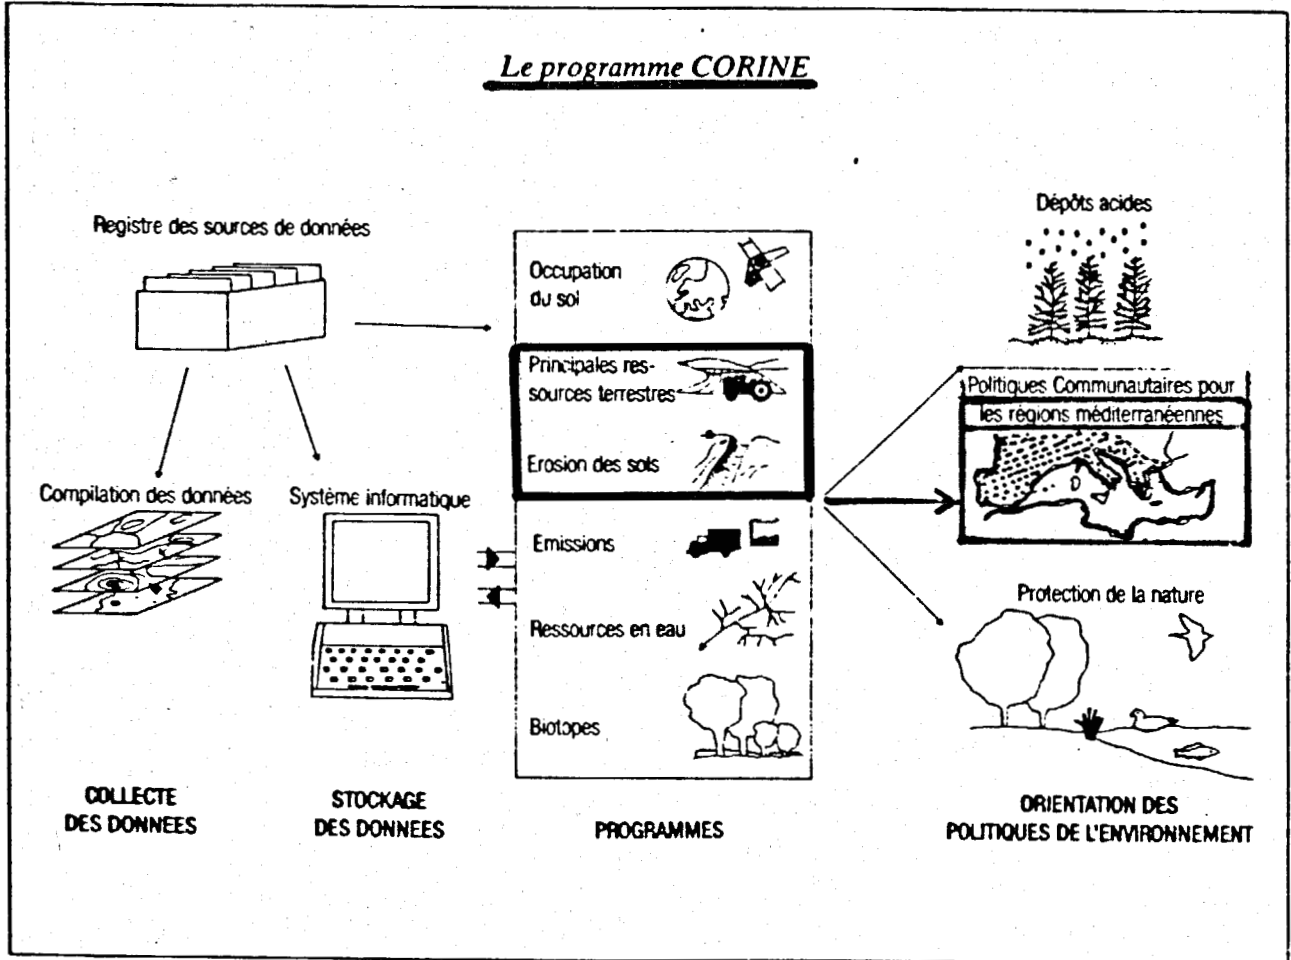 Le programme CORINE
Registre des sources de données
Compilation des données
Système informatique
COLLECTE
DES DONNEES
STOCKAGE
DES DONNEES
Occupation
du sol
Principales res-
sources terrestres
Erosion des sols
Emissions
Ressources en eau
Biotopes
PROGRAMMES
Dépôts acides
Politiques Communautaires pour
les régions méditerranéennes
Protection de la nature
ORIENTATION DES
POLITIQUES DE L'ENVIRONNEMENT